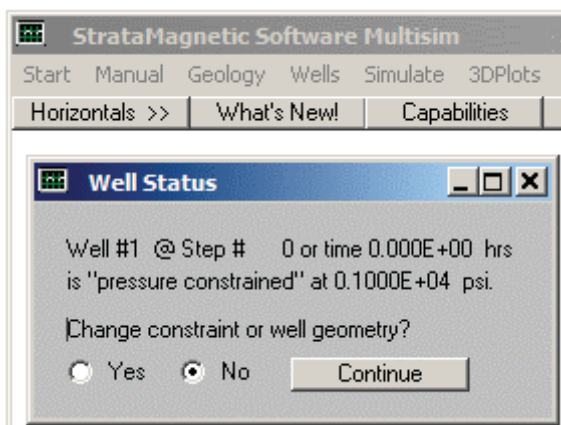 StrataMagnetic Software Multisim
Start Manual Geology Wells Simulate 3DPlots
Horizontals >> What's New! Capabilities
Well Status
Well #1 @ Step # 0 or time 0.000E+00 hrs
is "pressure constrained" at 0.1000E+04 psi.
Change constraint or well geometry?
Yes No Continue